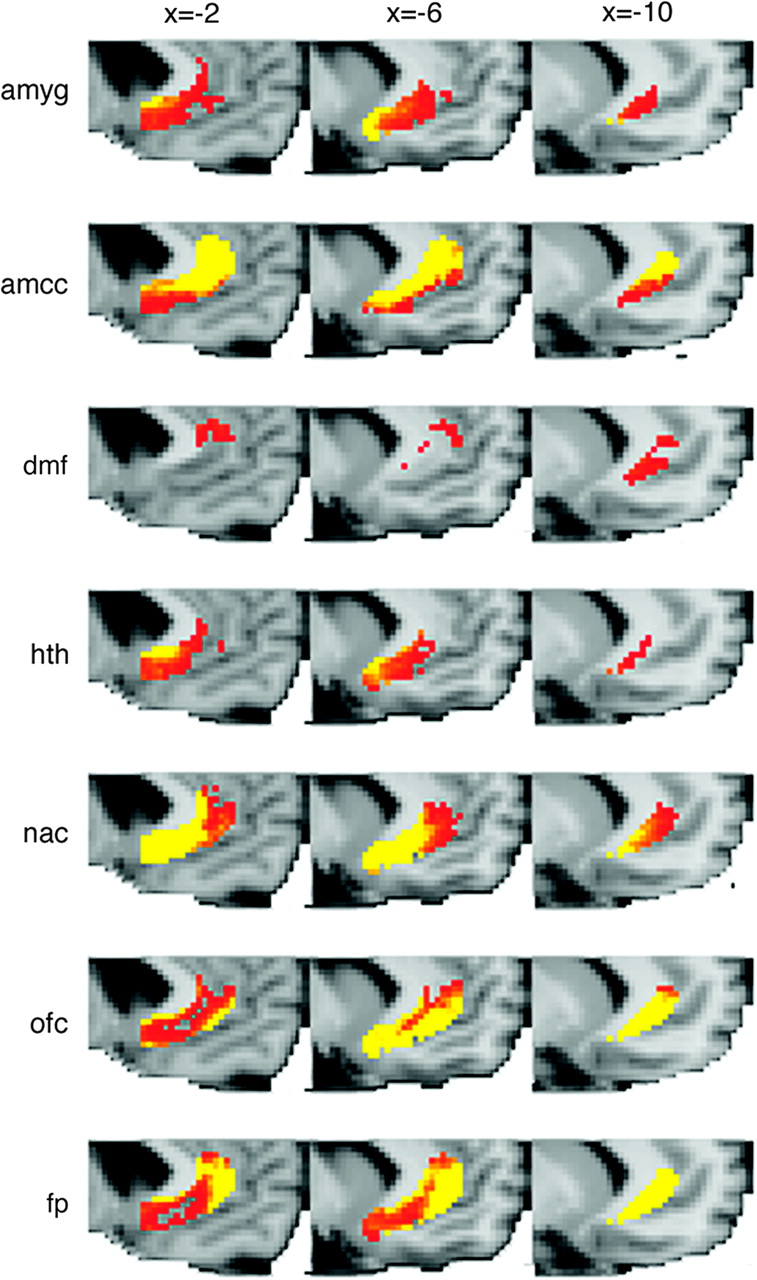 x=-2 x=-6 x=-10
amyg
amcc
dmf
hth
nac
ofc
fp